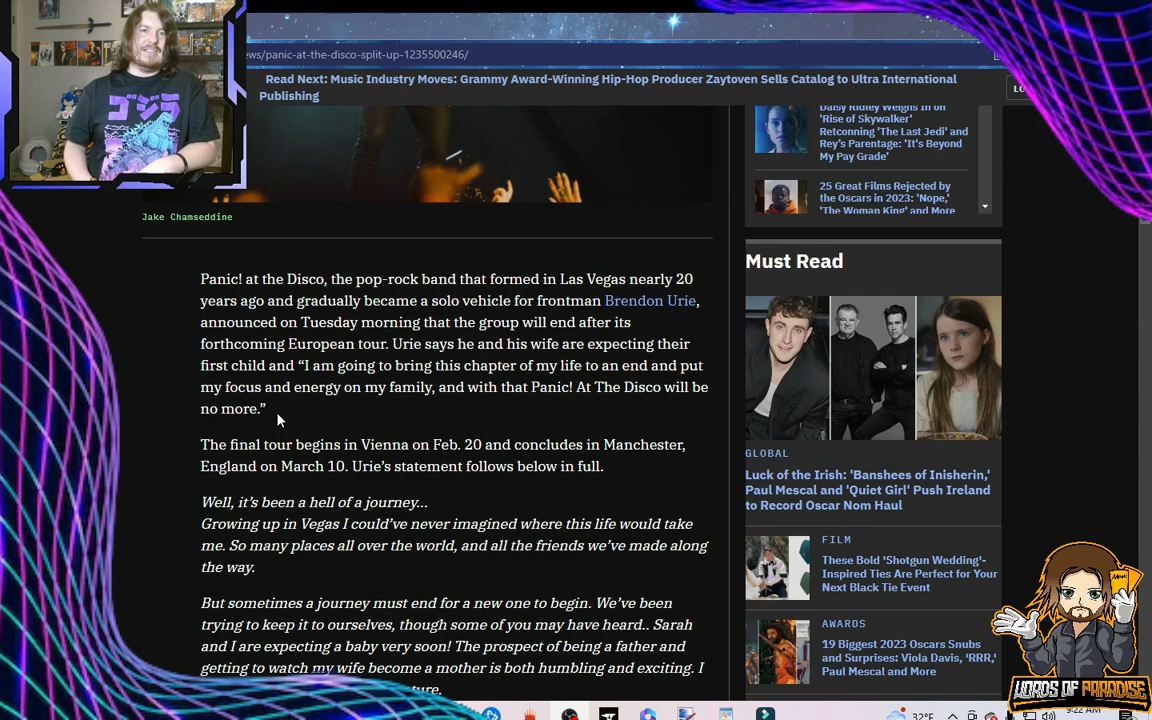 ews/panic-at-the-disco-split-up-1235500246/
Read Next: Music Industry Moves: Grammy Award-Winning Hip-Hop Producer Zaytoven Sells Catalog to Ultra International
Publishing
LO
ゴジラ
Daisy Ridley Weighs In on
'Rise of Skywalker'
Retconning 'The Last Jedi' and
Rey's Parentage: 'It's Beyond
My Pay Grade'
25 Great Films Rejected by
the Oscars in 2023: 'Nope,'
'The Woman King' and More
Jake Chamseddine
Panic! at the Disco, the pop-rock band that formed in Las Vegas nearly 20
years ago and gradually became a solo vehicle for frontman Brendon Urie,
announced on Tuesday morning that the group will end after its
forthcoming European tour. Urie says he and his wife are expecting their
first child and “I am going to bring this chapter of my life to an end and put
my focus and energy on my family, and with that Panic! At The Disco will be
no more.”
The final tour begins in Vienna on Feb. 20 and concludes in Manchester,
England on March 10. Urie’s statement follows below in full.
Well, it’s been a hell of a journey…
Growing up in Vegas I could’ve never imagined where this life would take
me. So many places all over the world, and all the friends we’ve made along
the way.
But sometimes a journey must end for a new one to begin. We’ve been
trying to keep it to ourselves, though some of you may have heard.. Sarah
and I are expecting a baby very soon! The prospect of being a father and
getting to watch my wife become a mother is both humbling and exciting. I
ture.
Must Read
GLOBAL
Luck of the Irish: 'Banshees of Inisherin,'
Paul Mescal and 'Quiet Girl' Push Ireland
to Record Oscar Nom Haul
FILM
These Bold 'Shotgun Wedding'-
Inspired Ties Are Perfect for Your
Next Black Tie Event
AWARDS
19 Biggest 2023 Oscars Snubs
and Surprises: Viola Davis, 'RRR,'
Paul Mescal and More
WORDS OF PARADISE
32°F
9:22 AM